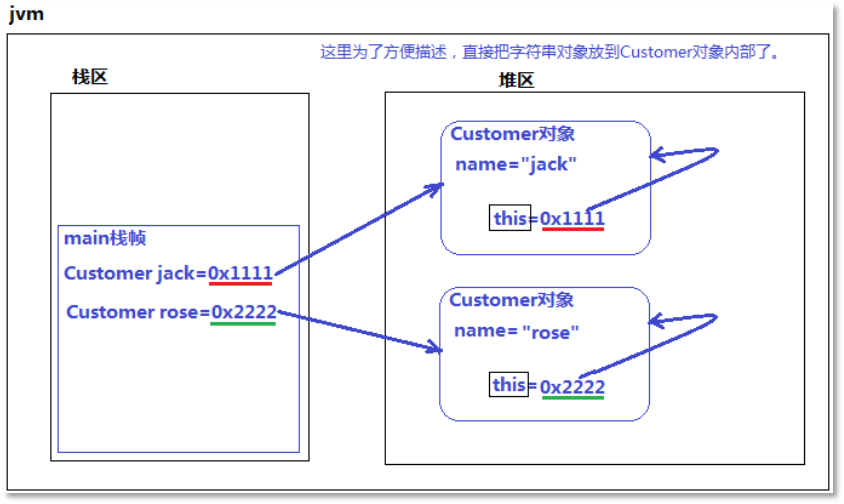 jvm
这里为了方便描述，直接把字符串对象放到Customer对象内部了。
栈区
堆区
main栈帧
Customer jack=0x1111
Customer rose=0x2222
Customer对象
name="jack"
this=0x1111
Customer对象
name="rose"
this=0x2222